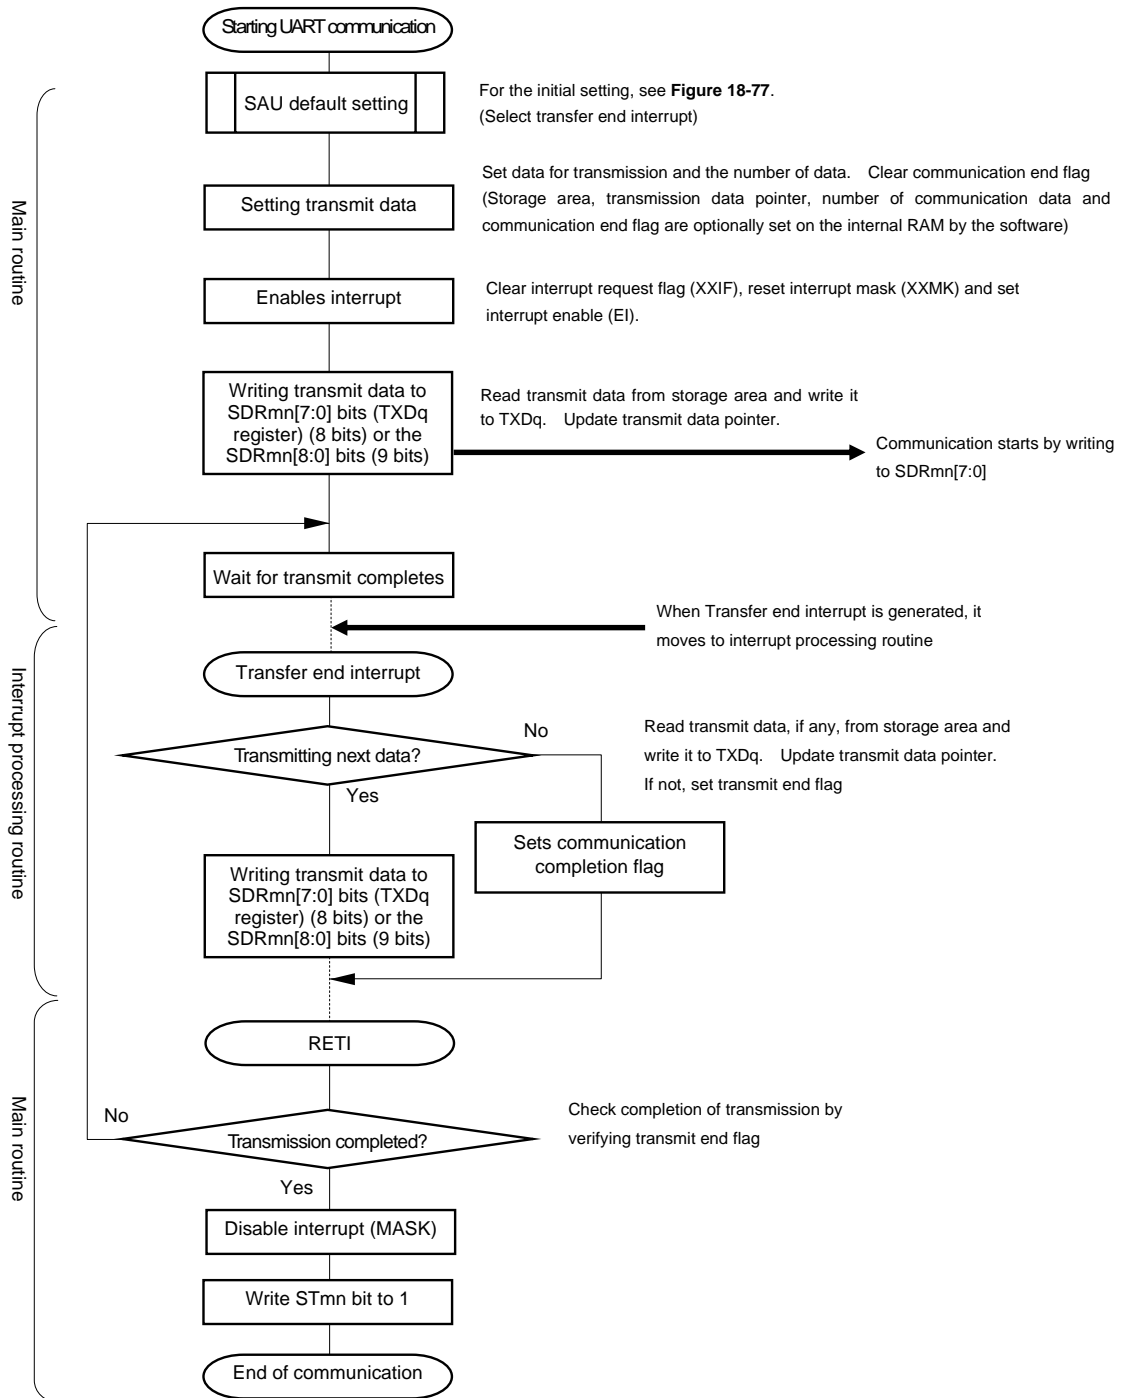 Starting UART communication
SAU default setting
For the initial setting, see Figure 18-77.
(Select transfer end interrupt)
Main routine
Setting transmit data
Set data for transmission and the number of data. Clear communication end flag
(Storage area, transmission data pointer, number of communication data and
communication end flag are optionally set on the internal RAM by the software)
Enables interrupt
Clear interrupt request flag (XXIF), reset interrupt mask (XXMK) and set
interrupt enable (EI).
Writing transmit data to
SDRmn[7:0] bits (TXDq
register) (8 bits) or the
SDRmn[8:0] bits (9 bits)
Read transmit data from storage area and write it
to TXDq. Update transmit data pointer.
Communication starts by writing
to SDRmn[7:0]
Wait for transmit completes
When Transfer end interrupt is generated, it
moves to interrupt processing routine
Interrupt processing routine
Transfer end interrupt
Transmitting next data?
No
Yes
Read transmit data, if any, from storage area and
write it to TXDq. Update transmit data pointer.
If not, set transmit end flag
Sets communication
completion flag
Writing transmit data to
SDRmn[7:0] bits (TXDq
register) (8 bits) or the
SDRmn[8:0] bits (9 bits)
Main routine
RETI
No
Transmission completed?
Check completion of transmission by
verifying transmit end flag
Yes
Disable interrupt (MASK)
Write STmn bit to 1
End of communication